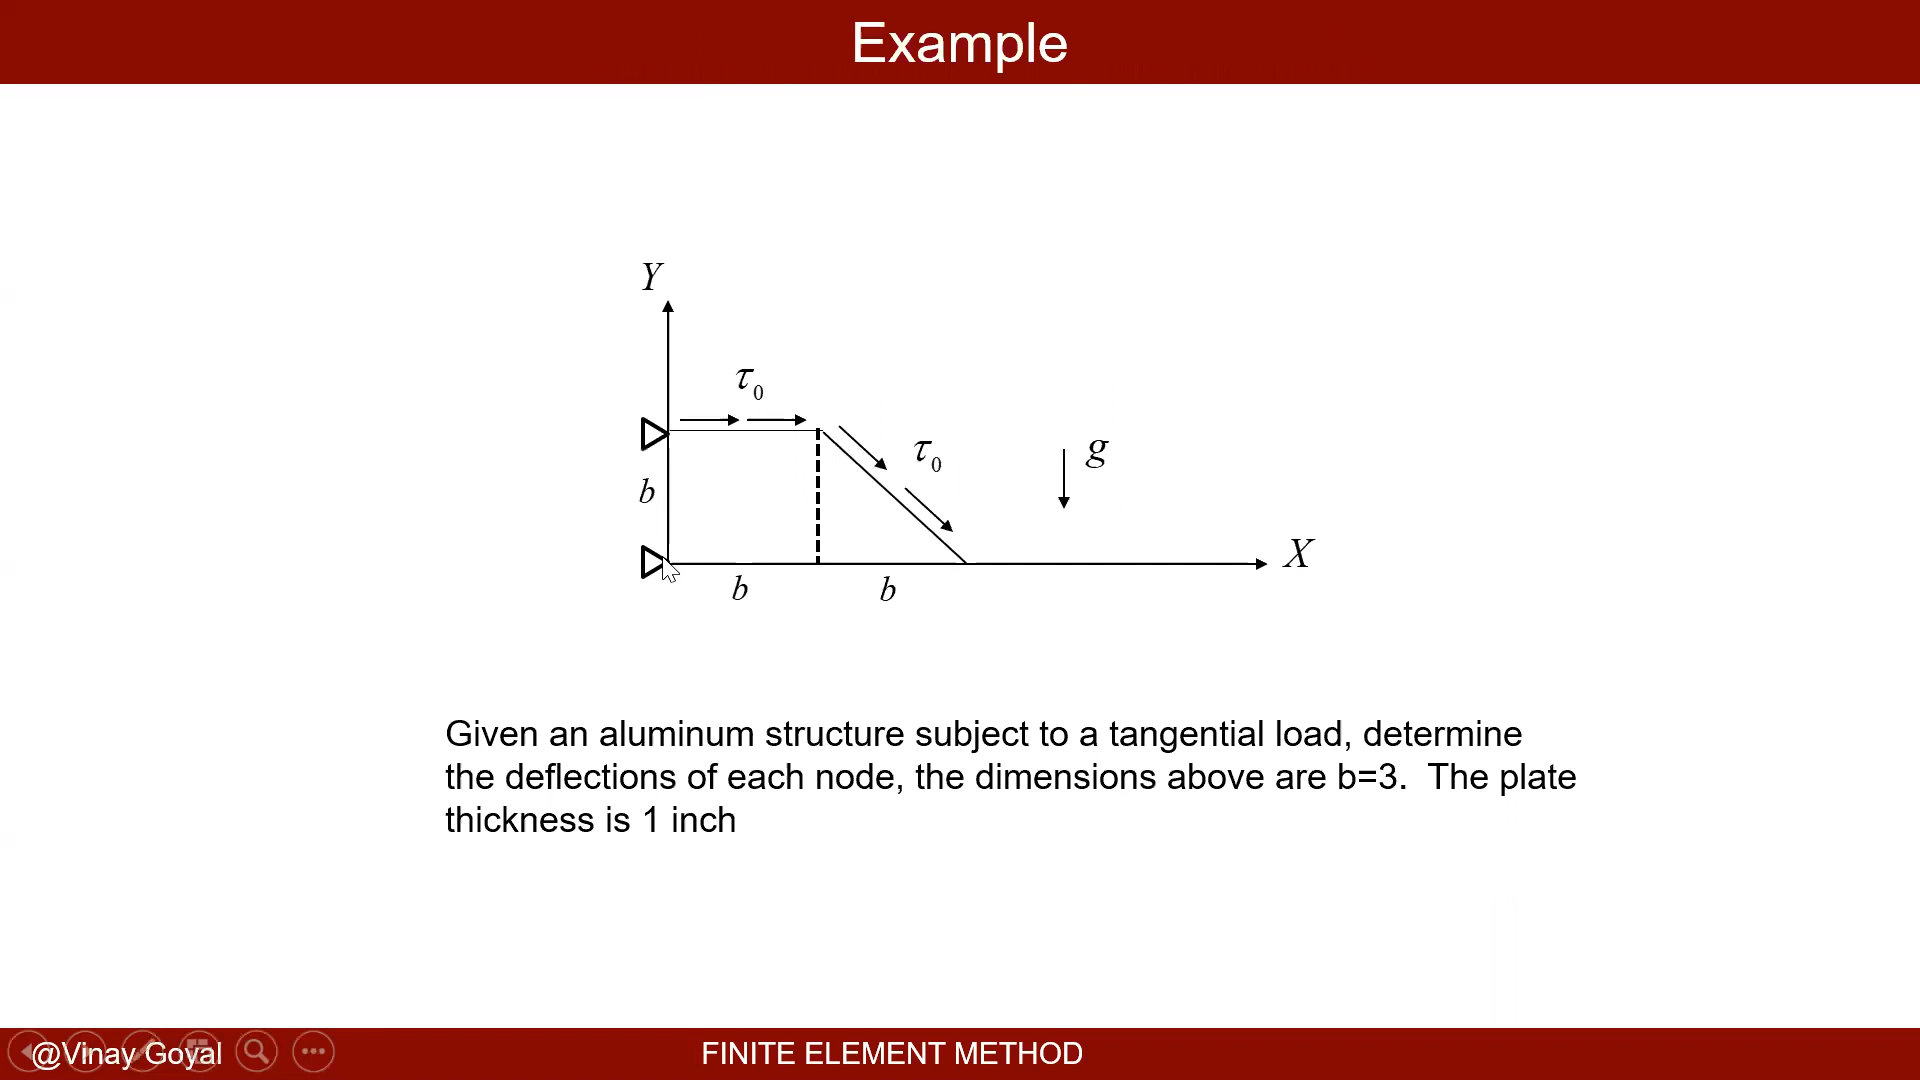 Example
Y
τ0
τ0
g
b
X
b
b
Given an aluminum structure subject to a tangential load, determine
the deflections of each node, the dimensions above are b=3. The plate
thickness is 1 inch
@Vinay Goyal
FINITE ELEMENT METHOD